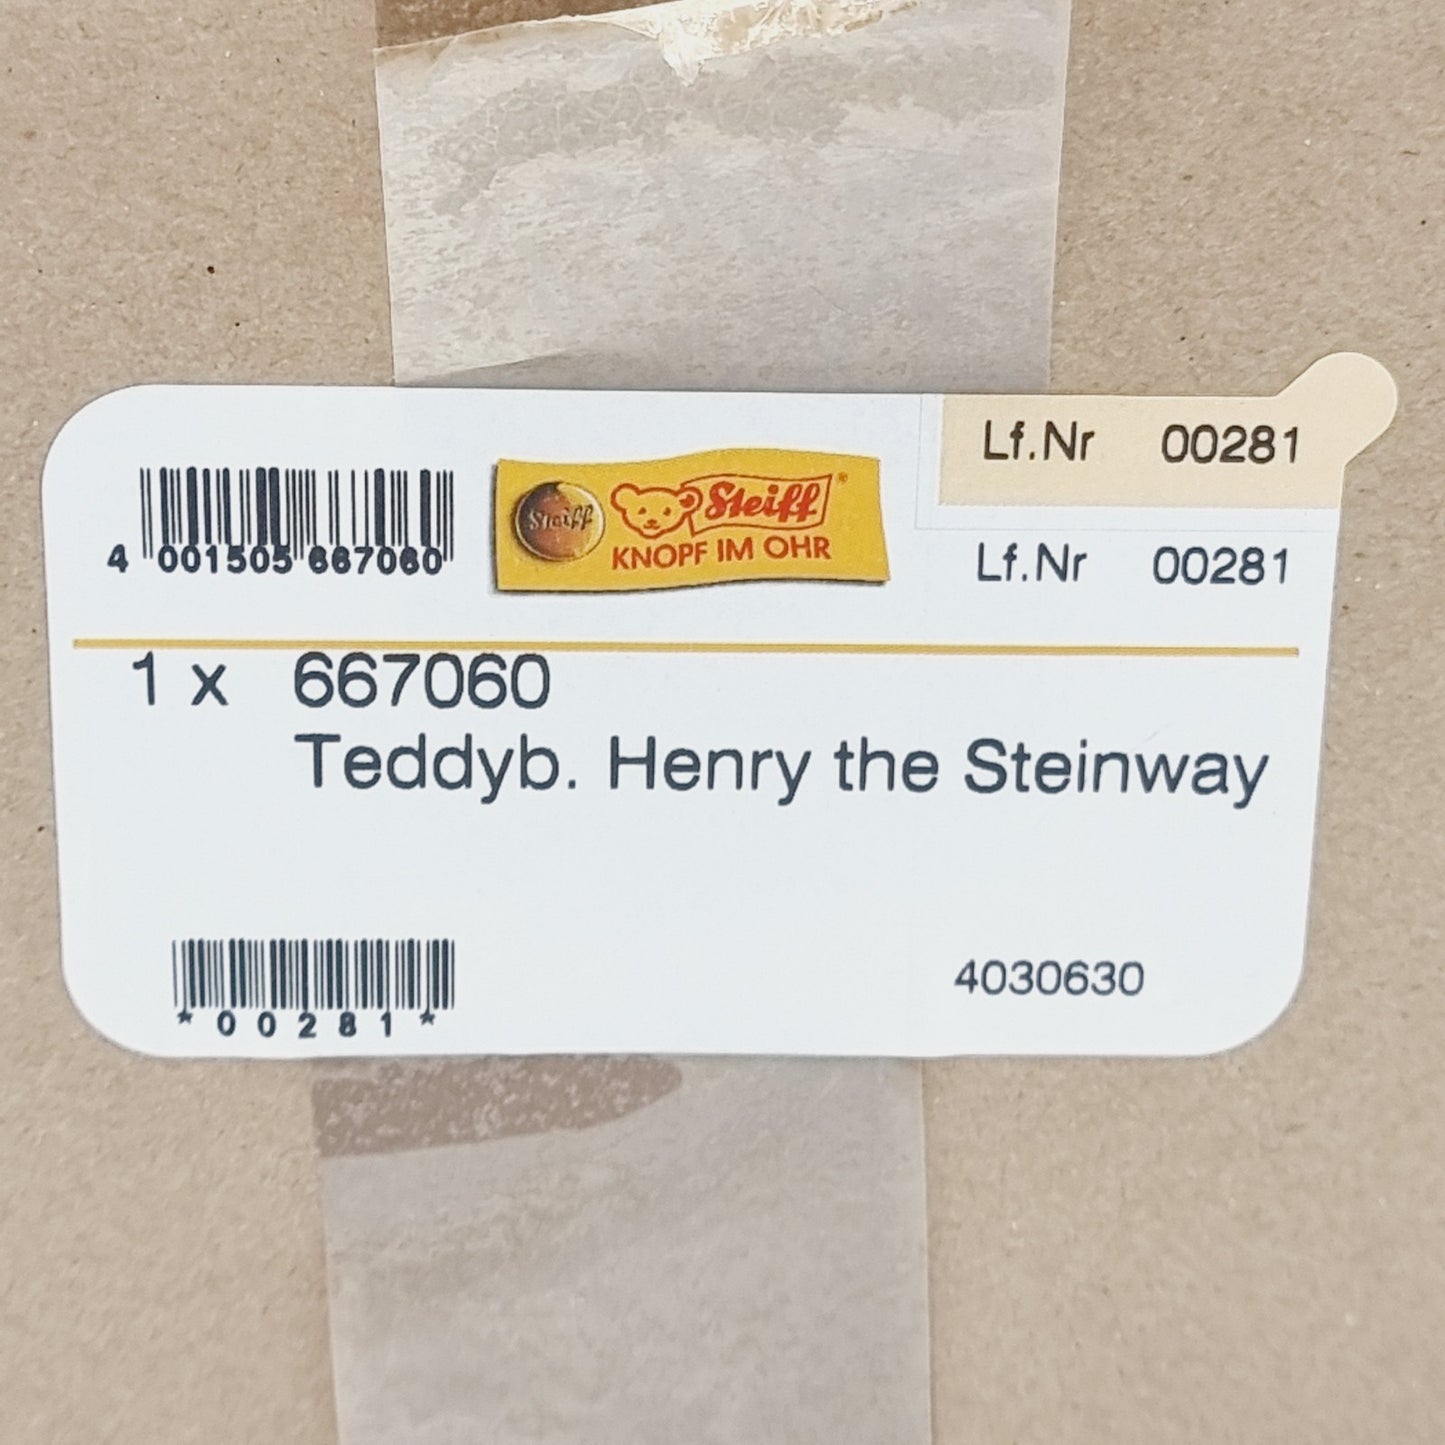 Lf.Nr 00281
4 001505 667060
Steiff
Steiff
KNOPF IM OHR
Lf.Nr 00281
1 x 667060
Teddyb. Henry the Steinway
*00281*
4030630